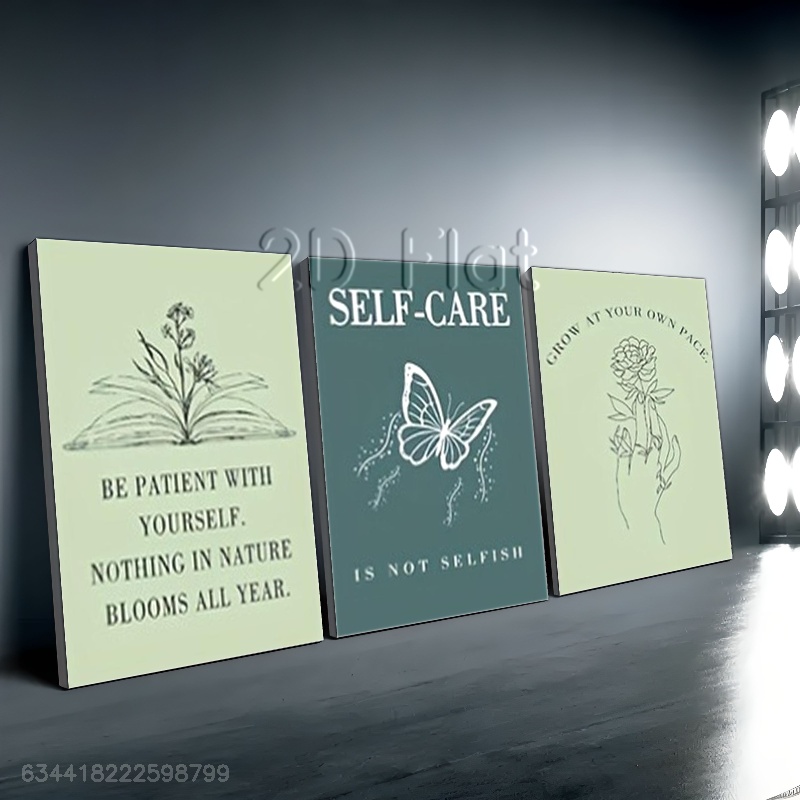 2D Flat
BE PATIENT WITH
YOURSELF.
NOTHING IN NATURE
BLOOMS ALL YEAR.
SELF-CARE
IS NOT SELFISH
GROW AT YOUR OWN PACE.
634418222598799